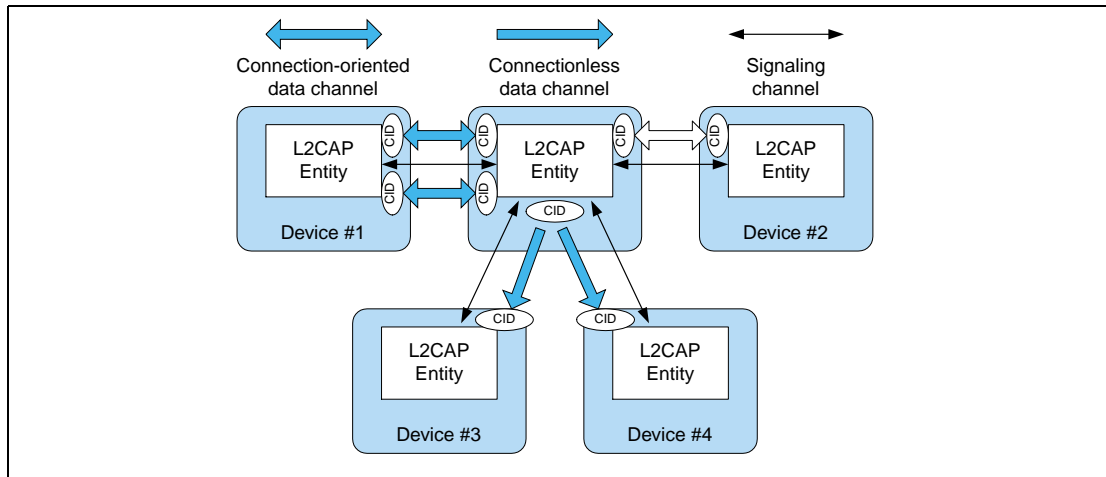 Connection-oriented
data channel
Connectionless
data channel
Signaling
channel
L2CAP
Entity
CID
CID
Device #1
CID
CID
L2CAP
Entity
CID
CID
CID
L2CAP
Entity
Device #2
CID
L2CAP
Entity
Device #3
CID
L2CAP
Entity
Device #4